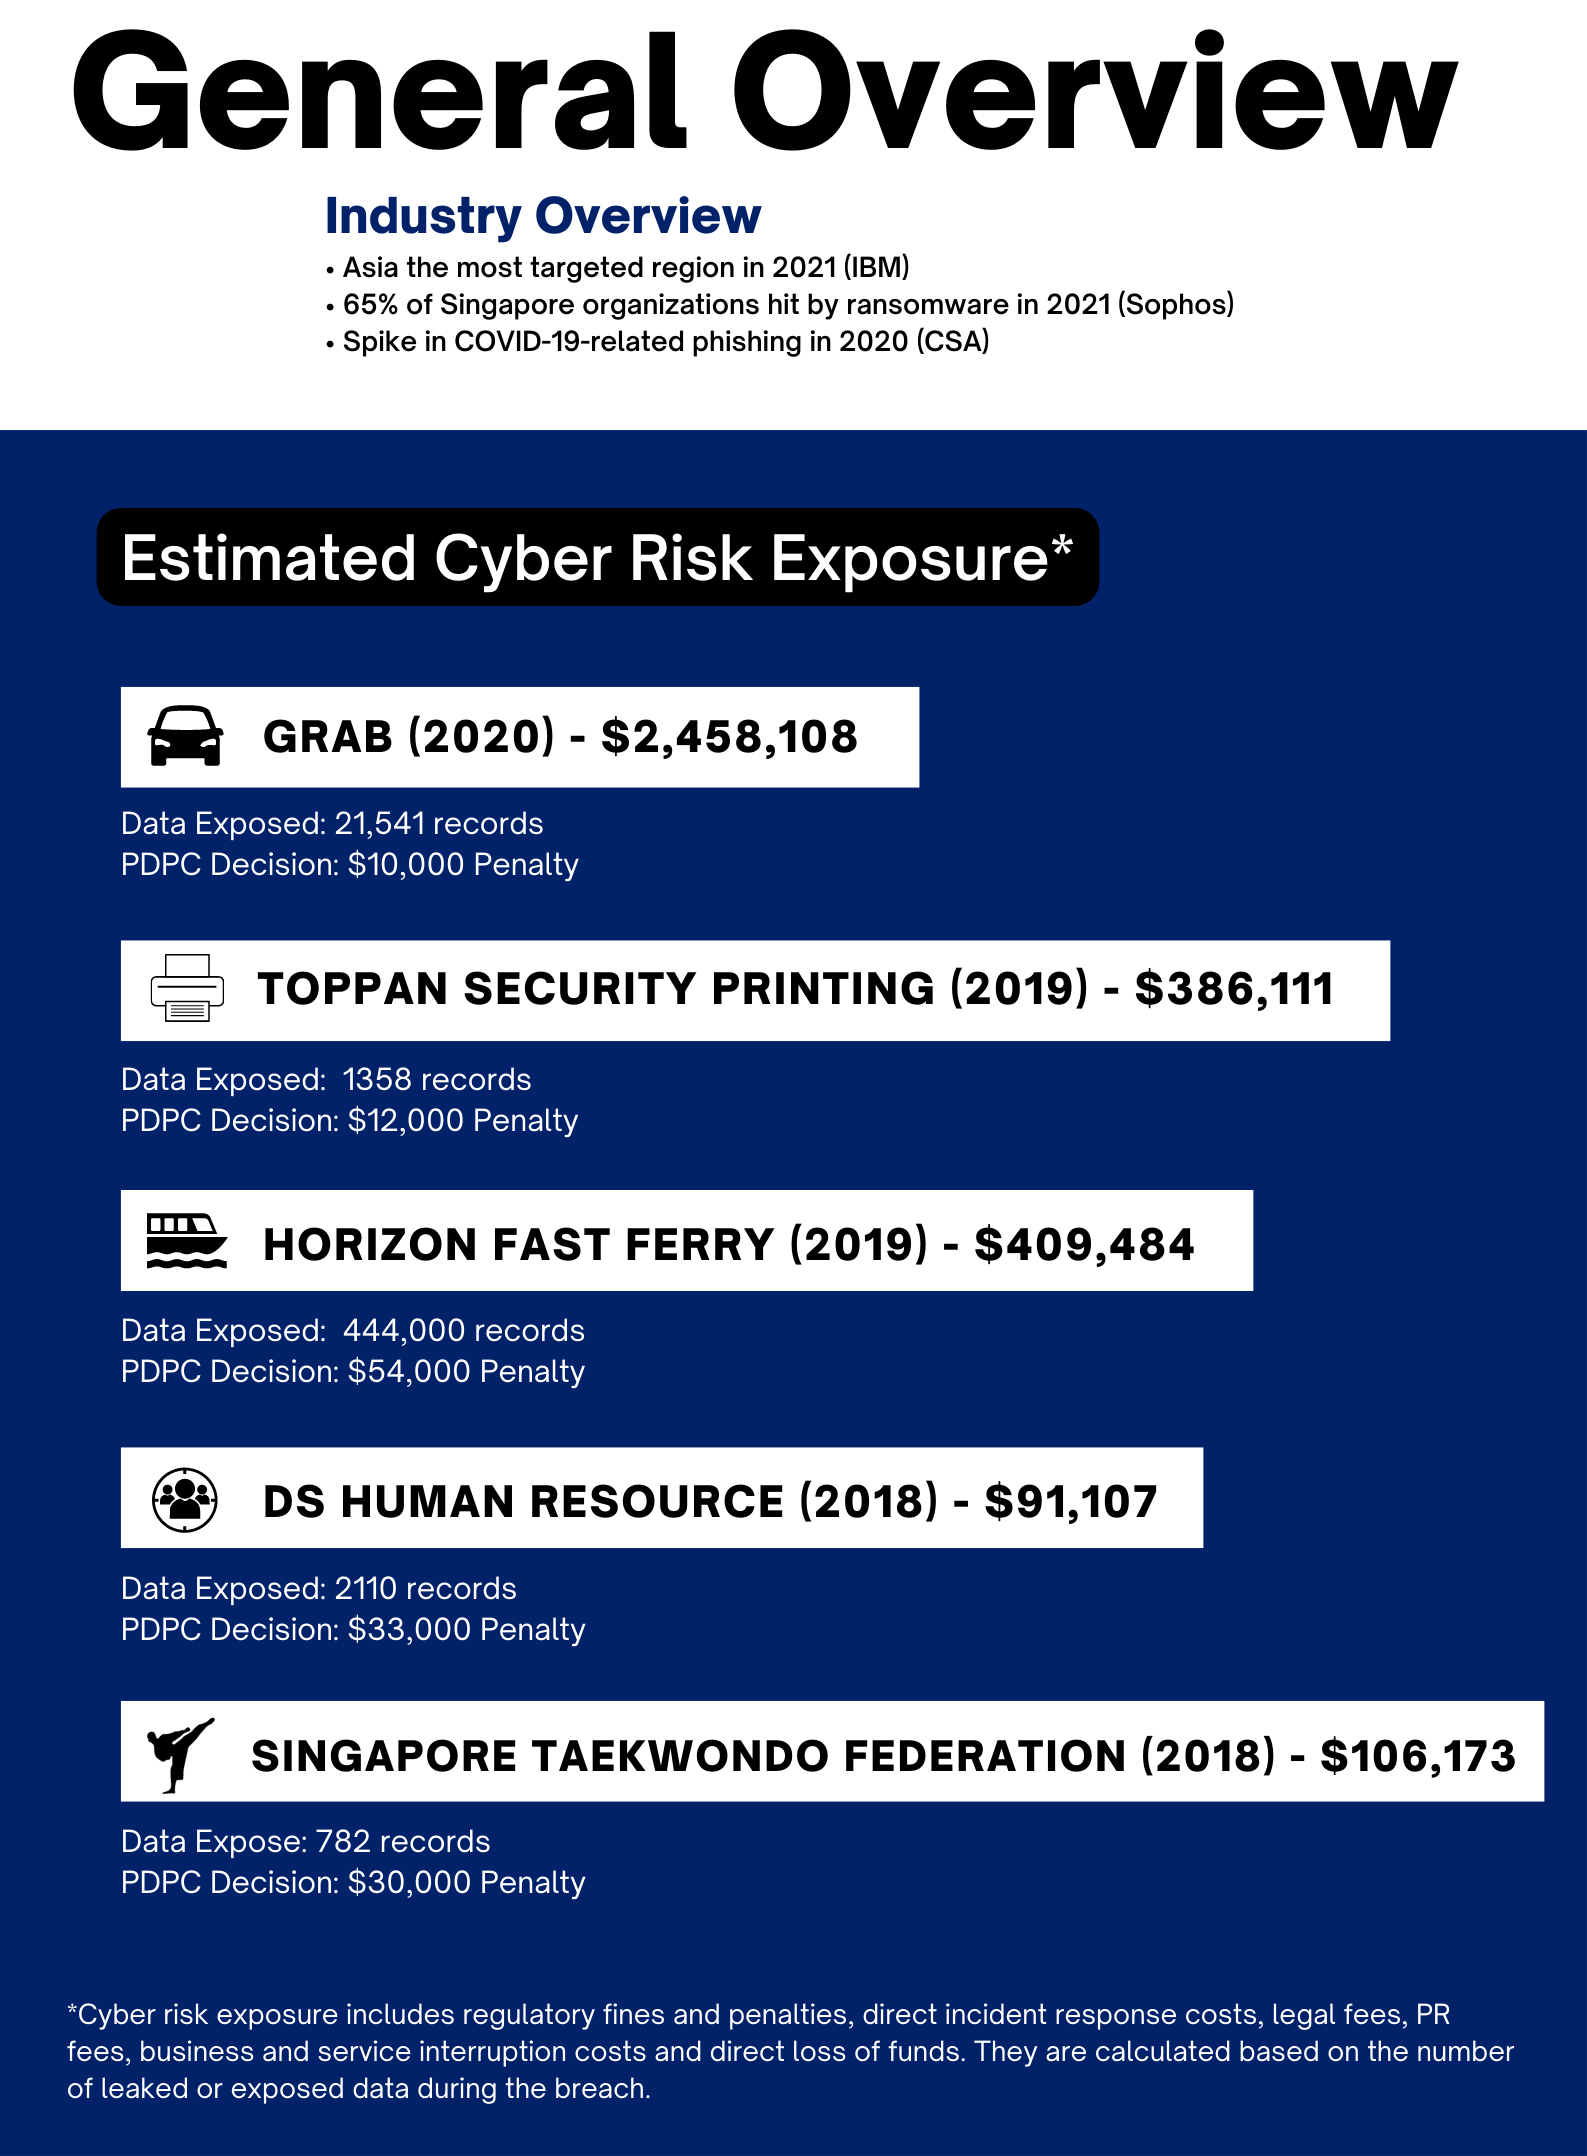 General Overview
Industry Overview
• Asia the most targeted region in 2021 (IBM)
• 65% of Singapore organizations hit by ransomware in 2021 (Sophos)
• Spike in COVID-19-related phishing in 2020 (CSA)
Estimated Cyber Risk Exposure*
GRAB (2020) - $2,458,108
Data Exposed: 21,541 records
PDPC Decision: $10,000 Penalty
TOPPAN SECURITY PRINTING (2019) - $386,111
Data Exposed:  1358 records
PDPC Decision: $12,000 Penalty
HORIZON FAST FERRY (2019) - $409,484
Data Exposed:  444,000 records
PDPC Decision: $54,000 Penalty
DS HUMAN RESOURCE (2018) - $91,107
Data Exposed: 2110 records
PDPC Decision: $33,000 Penalty
SINGAPORE TAEKWONDO FEDERATION (2018) - $106,173
Data Expose: 782 records
PDPC Decision: $30,000 Penalty
*Cyber risk exposure includes regulatory fines and penalties, direct incident response costs, legal fees, PR
fees, business and service interruption costs and direct loss of funds. They are calculated based on the number
of leaked or exposed data during the breach.